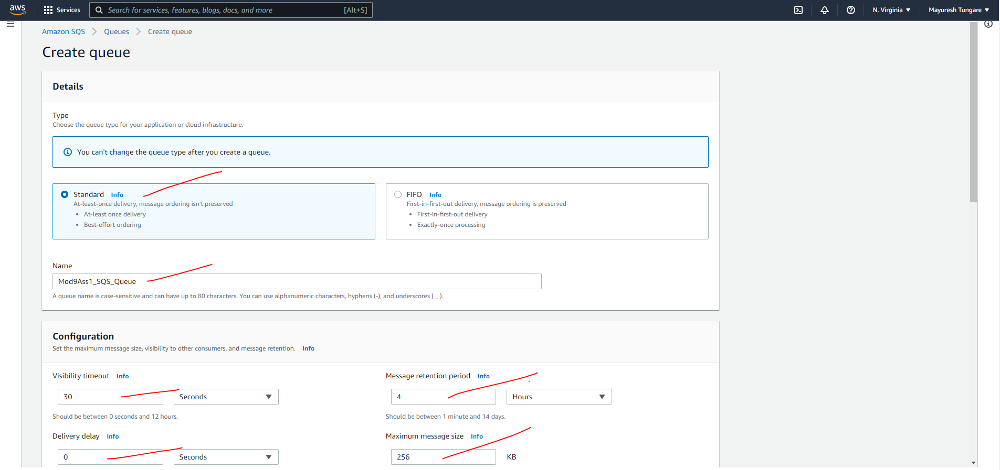 aws Services Search for services, features, blogs, docs, and more [Alt+S] N. Virginia Mayuresh Tungare
Amazon SQS Queues Create queue
Create queue
Details
Type
Choose the queue type for your application or cloud infrastructure.
You can't change the queue type after you create a queue.
Standard Info
At-least-once delivery, message ordering isn't preserved
• At-least once delivery
• Best-effort ordering
FIFO Info
First-in-first-out delivery, message ordering is preserved
• First-in-first-out delivery
• Exactly-once processing
Name
Mod9Ass1_SQS_Queue
A queue name is case-sensitive and can have up to 80 characters. You can use alphanumeric characters, hyphens (-), and underscores ( _ ).
Configuration
Set the maximum message size, visibility to other consumers, and message retention. Info
Visibility timeout Info
30 Seconds
Should be between 0 seconds and 12 hours.
Message retention period Info
4 Hours
Should be between 1 minute and 14 days.
Delivery delay Info
0 Seconds
Maximum message size Info
256 KB